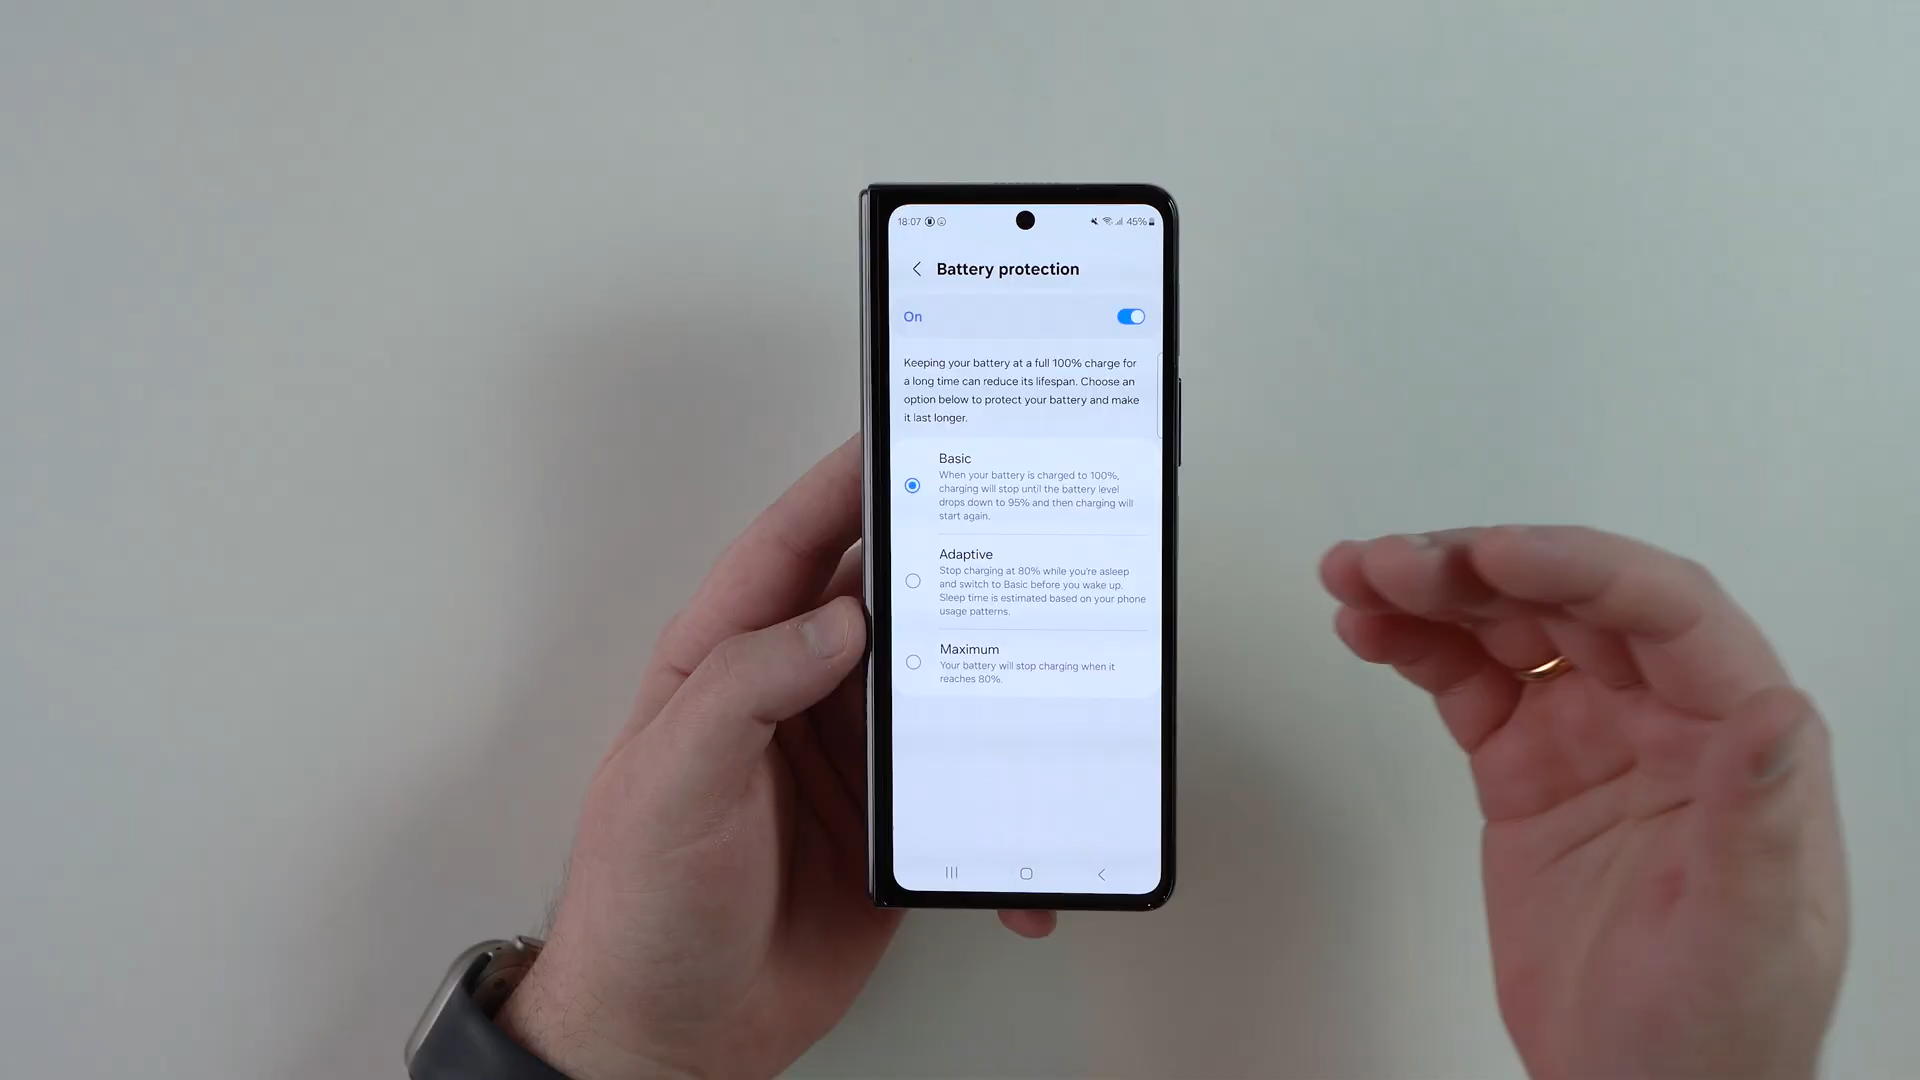 18:07
45%
Battery protection
On
Keeping your battery at a full 100% charge for
a long time can reduce its lifespan. Choose an
option below to protect your battery and make
it last longer.
Basic
When your battery is charged to 100%,
charging will stop until the battery level
drops down to 95% and then charging will
start again.
Adaptive
Stop charging at 80% while you're asleep
and switch to Basic before you wake up.
Sleep time is estimated based on your phone
usage patterns.
Maximum
Your battery will stop charging when it
reaches 80%.